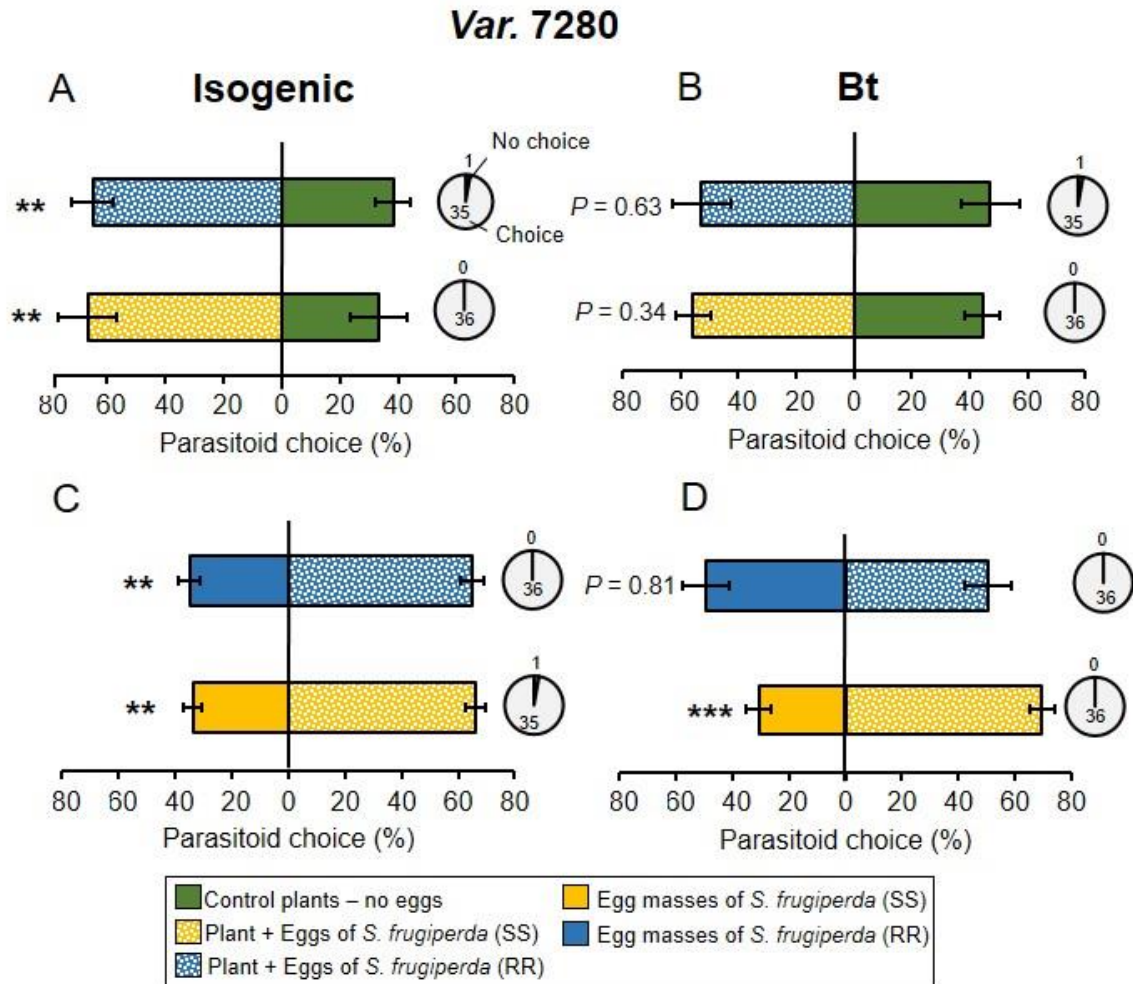 Var. 7280
A Isogenic
B Bt
No choice
1
35
Choice
**
0
36
**
80 60 40 20 0 20 40 60 80
Parasitoid choice (%)
P = 0.63
1
35
P = 0.34
0
36
80 60 40 20 0 20 40 60 80
Parasitoid choice (%)
C
**
0
36
**
1
35
80 60 40 20 0 20 40 60 80
Parasitoid choice (%)
D
P = 0.81
0
36
***
0
36
80 60 40 20 0 20 40 60 80
Parasitoid choice (%)
Control plants – no eggs
Plant + Eggs of S. frugiperda (SS)
Plant + Eggs of S. frugiperda (RR)
Egg masses of S. frugiperda (SS)
Egg masses of S. frugiperda (RR)